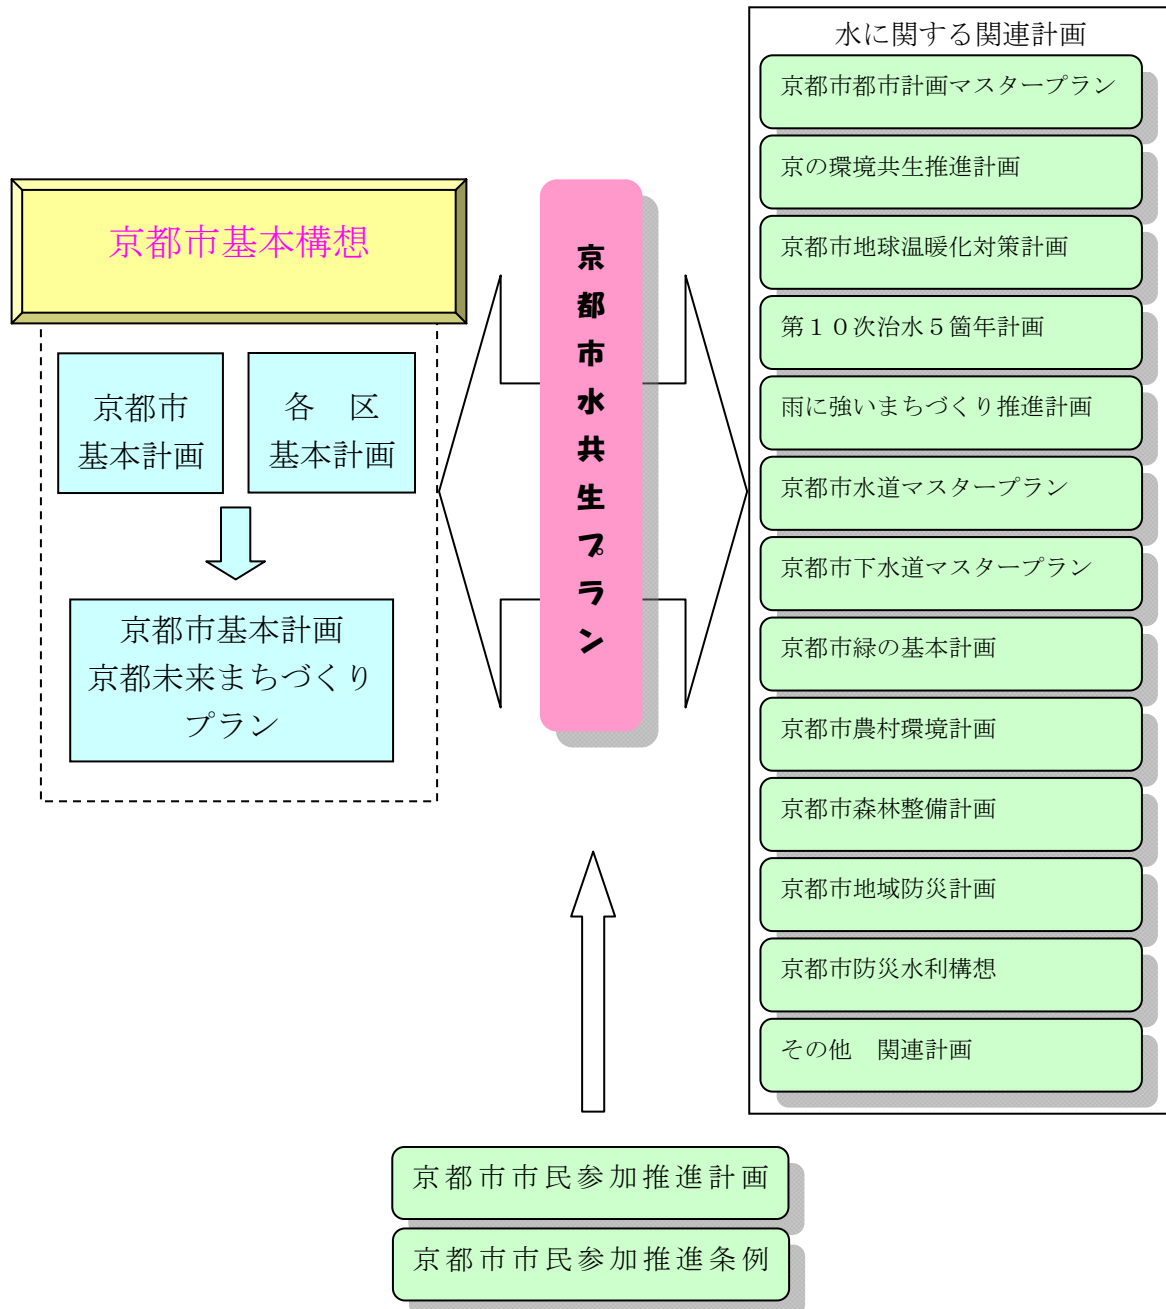 京都市基本構想
京都市
基本計画
各　区
基本計画
京都市基本計画
京都未来まちづくり
プラン
京都市水共生プラン
水に関する関連計画
京都市都市計画マスタープラン
京の環境共生推進計画
京都市地球温暖化対策計画
第１０次治水５箇年計画
雨に強いまちづくり推進計画
京都市水道マスタープラン
京都市下水道マスタープラン
京都市緑の基本計画
京都市農村環境計画
京都市森林整備計画
京都市地域防災計画
京都市防災水利構想
その他　関連計画
京都市市民参加推進計画
京都市市民参加推進条例